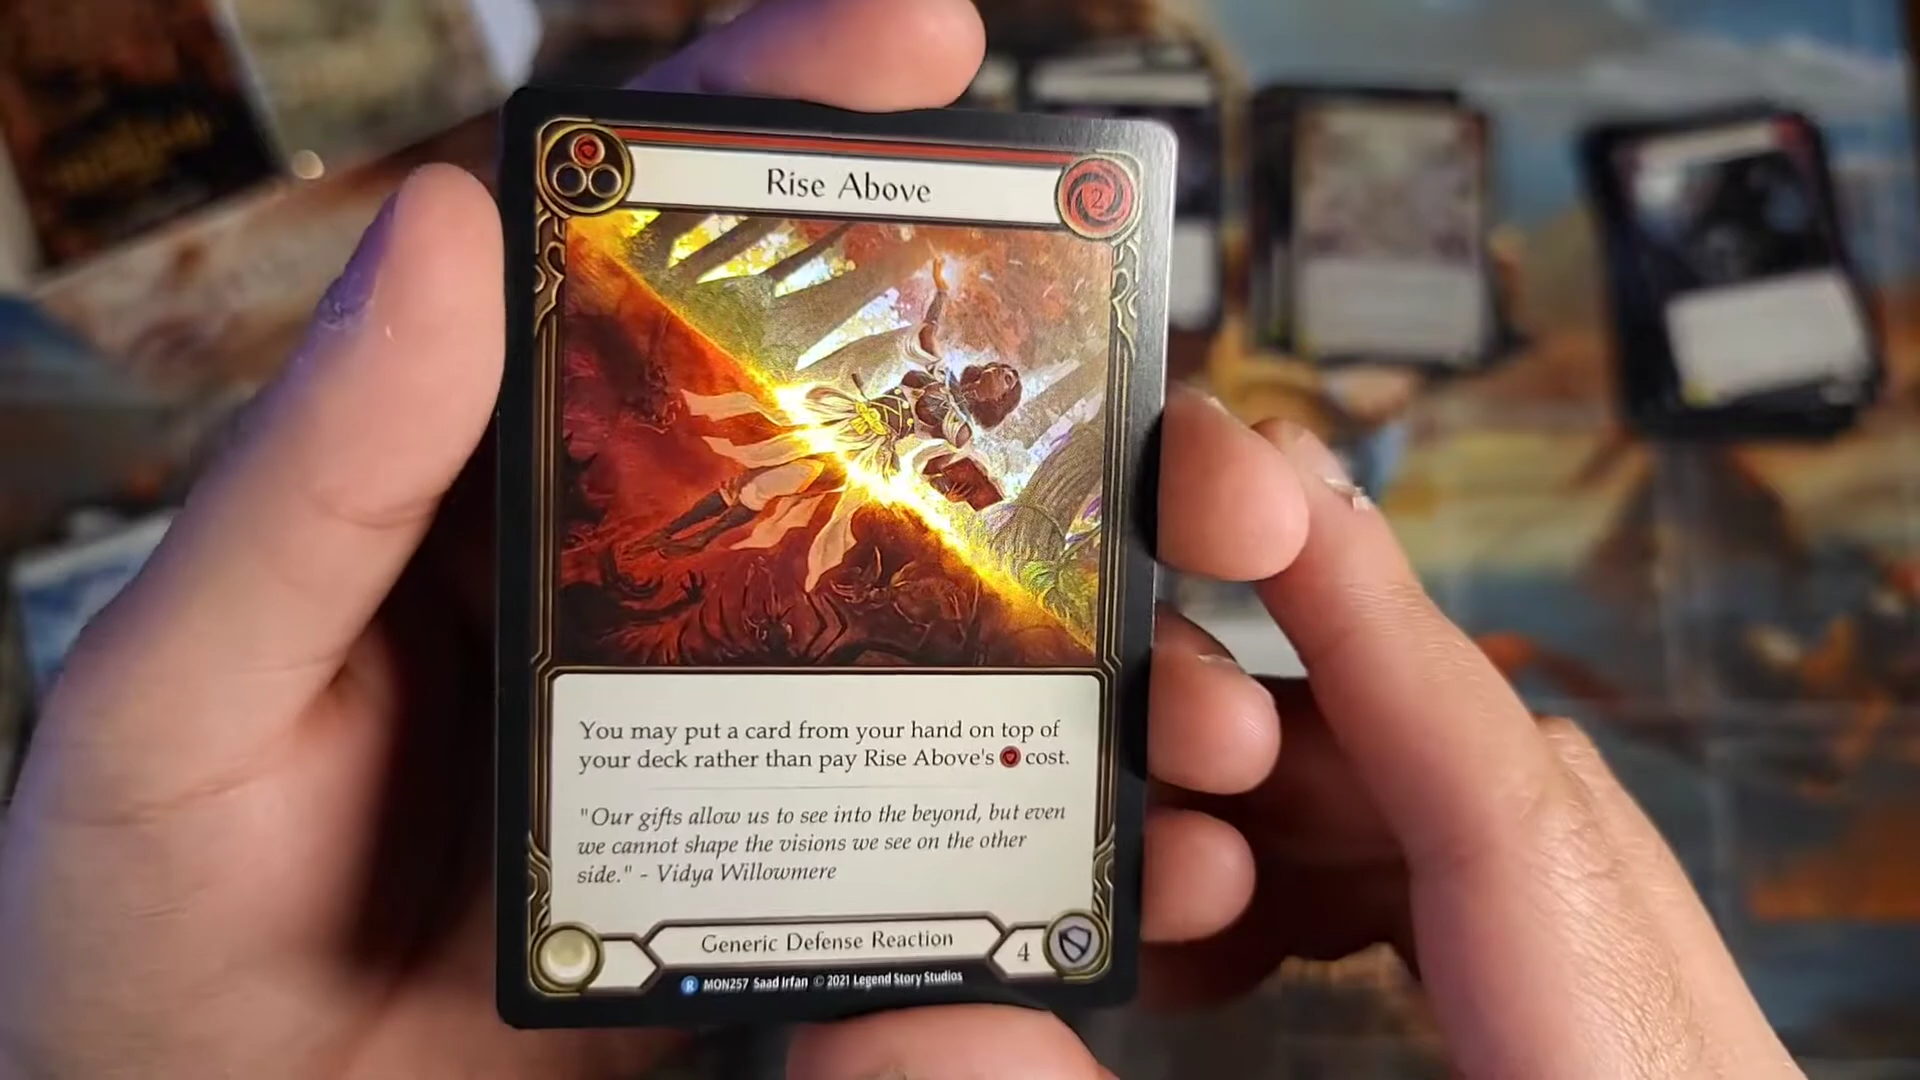 Rise Above
2
You may put a card from your hand on top of
your deck rather than pay Rise Above's cost.
"Our gifts allow us to see into the beyond, but even
we cannot shape the visions we see on the other
side." - Vidya Willowmere
Generic Defense Reaction
4
R MON257 Saad Irfan © 2021 Legend Story Studios